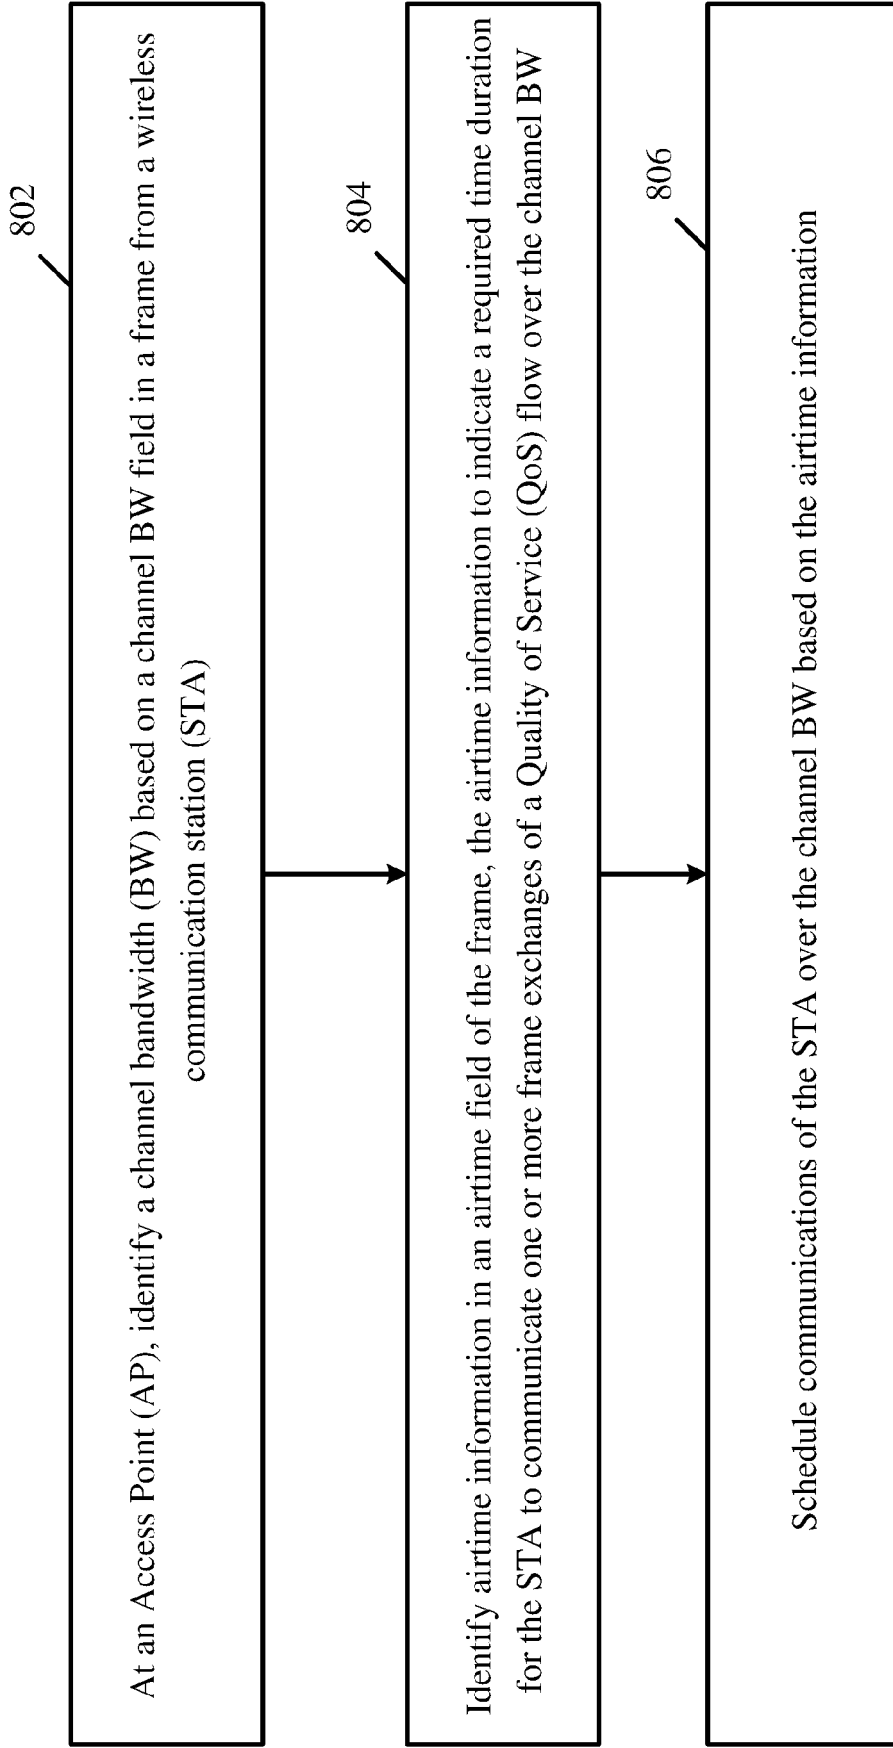 802
At an Access Point (AP), identify a channel bandwidth (BW) based on a channel BW field in a frame from a wireless
communication station (STA)
804
Identify airtime information in an airtime field of the frame, the airtime information to indicate a required time duration
for the STA to communicate one or more frame exchanges of a Quality of Service (QoS) flow over the channel BW
806
Schedule communications of the STA over the channel BW based on the airtime information